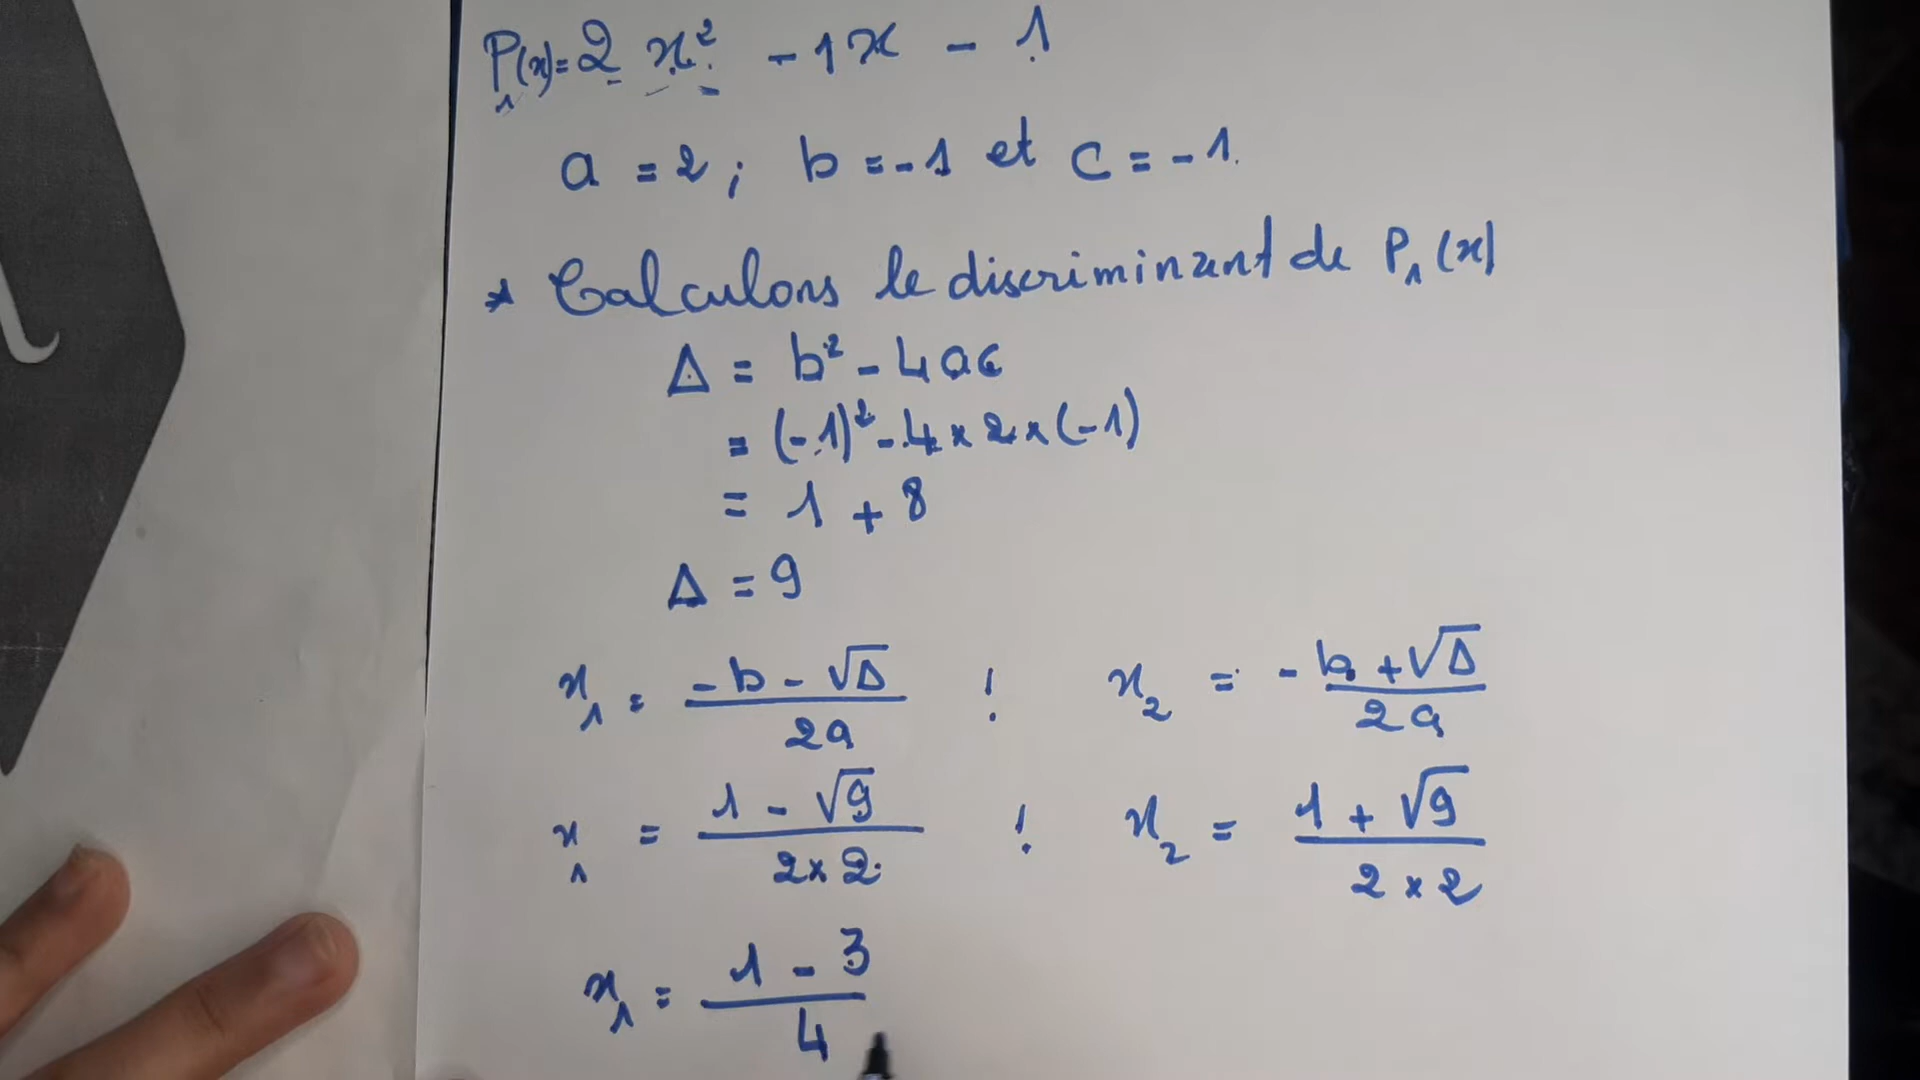 P₁(x)= 2 x² - 1x - 1
a = 2 ; b = -1 et c = -1.
* Calculons le discriminant de P₁(x)
Δ = b² - 4ac
= (-1)² - 4 × 2 × (-1)
= 1 + 8
Δ = 9
x₁ = (-b - √Δ)/2a ; x₂ = (-b + √Δ)/2a
x₁ = (1 - √9)/(2×2) ; x₂ = (1 + √9)/(2×2)
x₁ = (1 - 3)/4